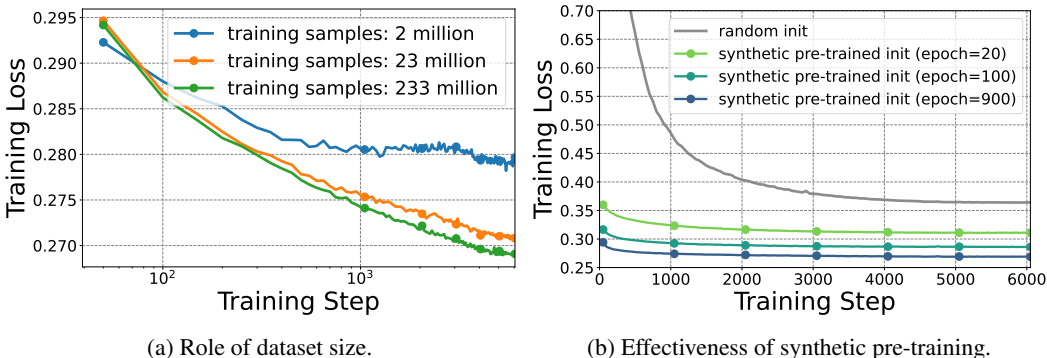 0.295
0.290
0.285
0.280
0.275
0.270
Training Loss
training samples: 2 million
training samples: 23 million
training samples: 233 million
10²
10³
Training Step
(a) Role of dataset size.
0.70
0.65
0.60
0.55
0.50
0.45
0.40
0.35
0.30
0.25
Training Loss
random init
synthetic pre-trained init (epoch=20)
synthetic pre-trained init (epoch=100)
synthetic pre-trained init (epoch=900)
0 1000 2000 3000 4000 5000 6000
Training Step
(b) Effectiveness of synthetic pre-training.